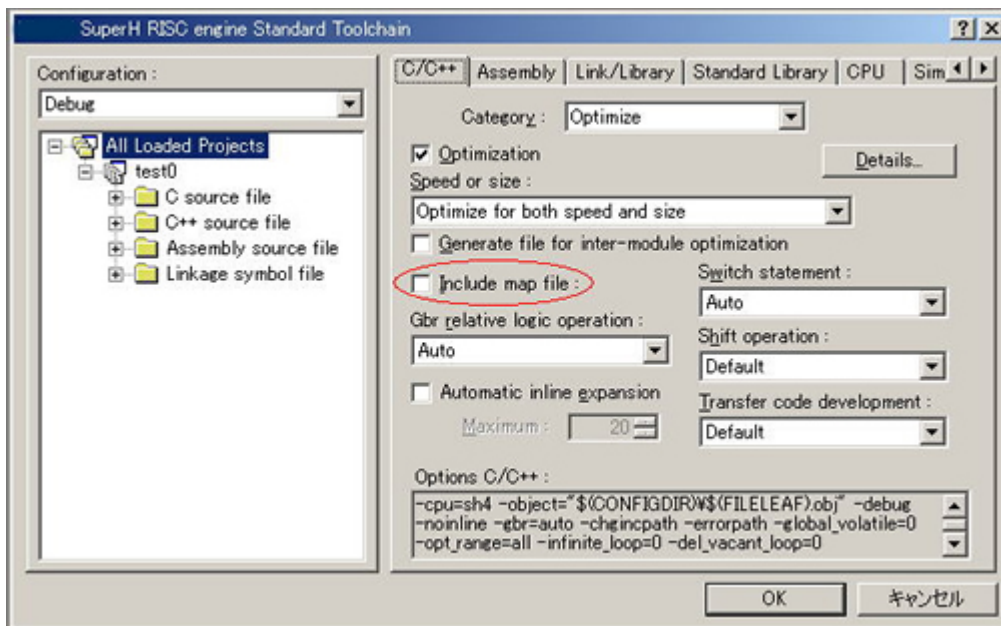 SuperH RISC engine Standard Toolchain
Configuration :
Debug
All Loaded Projects
test0
C source file
C++ source file
Assembly source file
Linkage symbol file
C/C++ Assembly Link/Library Standard Library CPU Sim
Category : Optimize
Optimization
Details...
Speed or size :
Optimize for both speed and size
Generate file for inter-module optimization
Include map file :
Switch statement :
Auto
Gbr relative logic operation :
Auto
Shift operation :
Default
Automatic inline expansion
Maximum : 20
Transfer code development :
Default
Options C/C++ :
-cpu=sh4 -object="$(CONFIGDIR)¥$(FILELEAF).obj" -debug
-noinline -gbr=auto -chgincpath -errorpath -global_volatile=0
-opt_range=all -infinite_loop=0 -del_vacant_loop=0
OK キャンセル